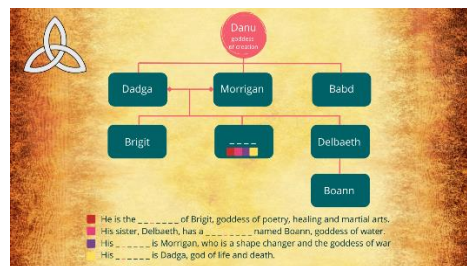 Danu
goddess
of creation
Dadga
Morrigan
Babd
Brigit
_ _ _ _
Delbaeth
Boann
He is the _ _ _ _ _ _ _ of Brigit, goddess of poetry, healing and martial arts.
His sister, Delbaeth, has a _ _ _ _ _ _ _ _ named Boann, goddess of water.
His _ _ _ _ _ _ is Morrigan, who is a shape changer and the goddess of war
His _ _ _ _ _ _ is Dadga, god of life and death.